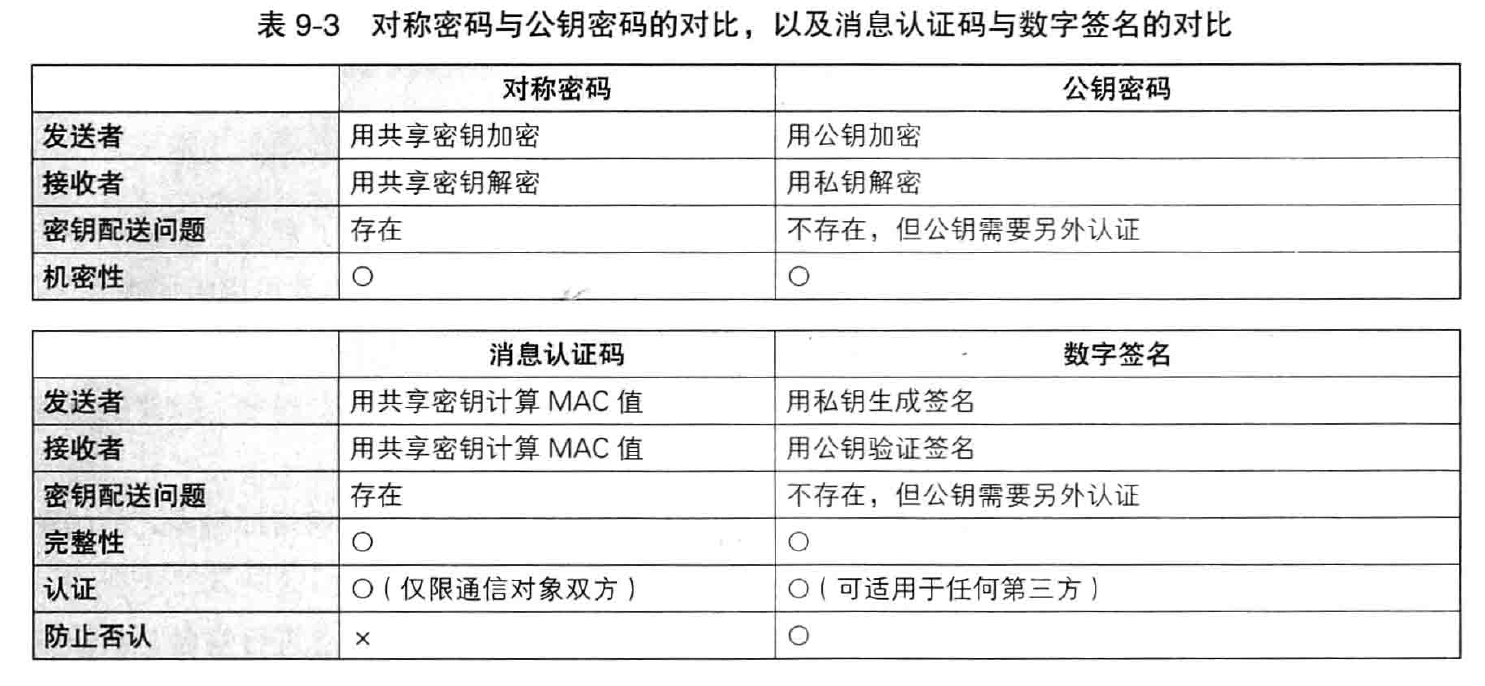 表 9-3 对称密码与公钥密码的对比，以及消息认证码与数字签名的对比
对称密码 公钥密码
发送者 用共享密钥加密 用公钥加密
接收者 用共享密钥解密 用私钥解密
密钥配送问题 存在 不存在，但公钥需要另外认证
机密性 ○ ○
消息认证码 数字签名
发送者 用共享密钥计算 MAC 值 用私钥生成签名
接收者 用共享密钥计算 MAC 值 用公钥验证签名
密钥配送问题 存在 不存在，但公钥需要另外认证
完整性 ○ ○
认证 ○（仅限通信对象双方） ○（可适用于任何第三方）
防止否认 × ○